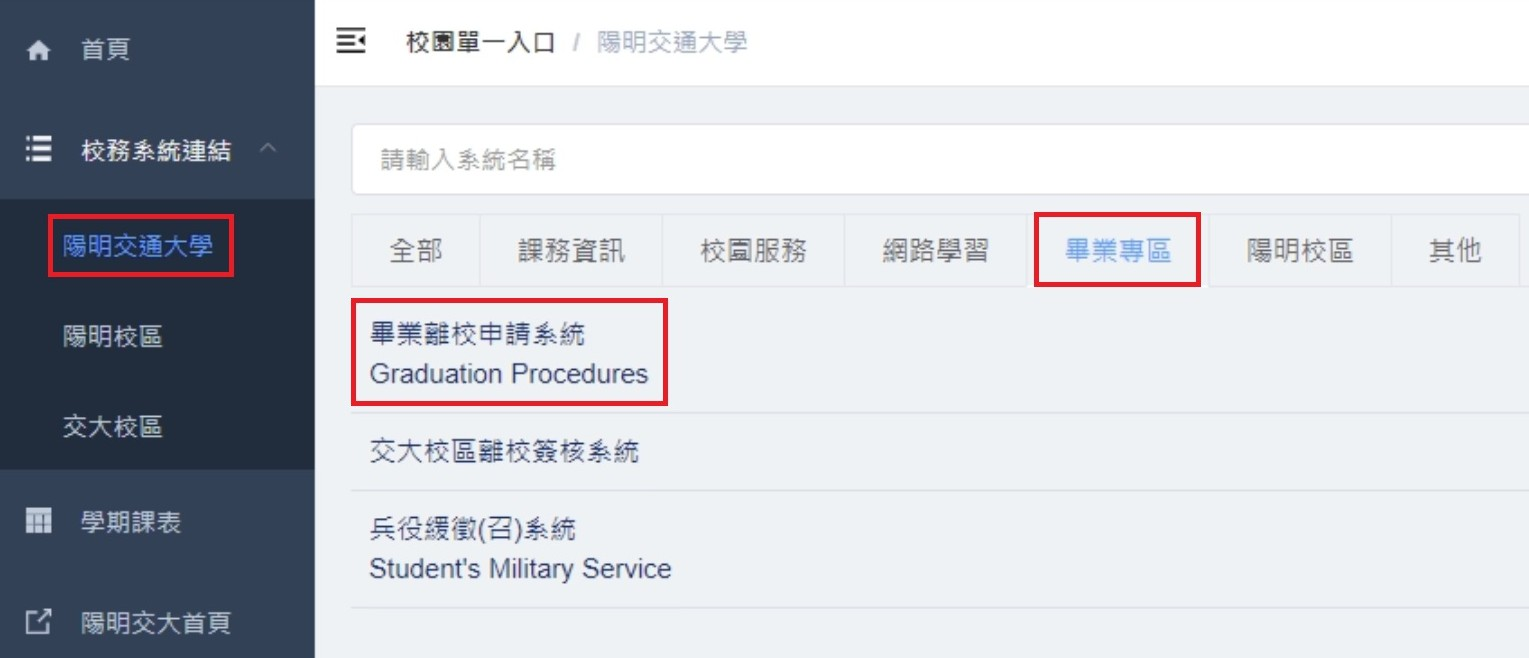 首頁
校務系統連結
陽明交通大學
陽明校區
交大校區
學期課表
陽明交大首頁
校園單一入口 / 陽明交通大學
請輸入系統名稱
全部 課務資訊 校園服務 網路學習 畢業專區 陽明校區 其他
畢業離校申請系統
Graduation Procedures
交大校區離校簽核系統
兵役緩徵(召)系統
Student's Military Service